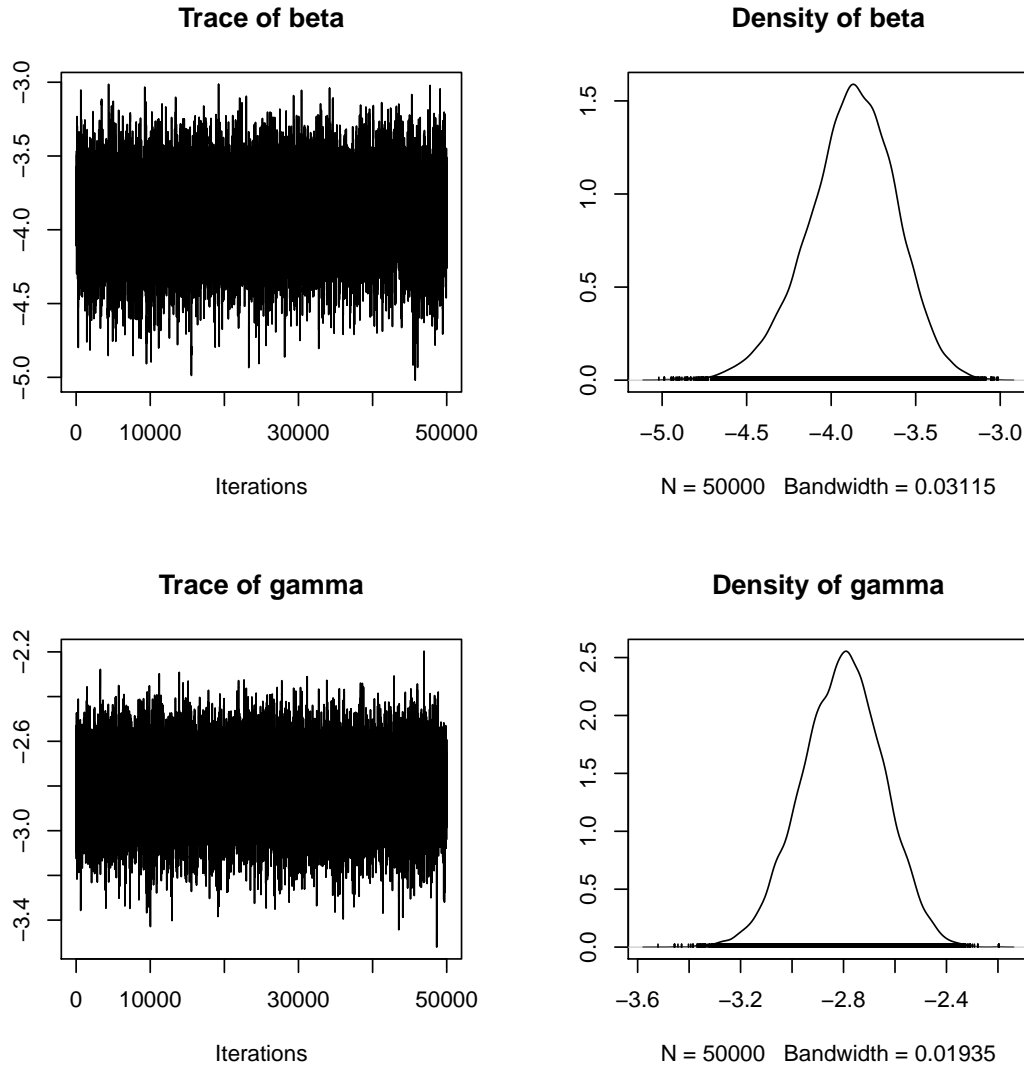 Trace of beta
−3.0
−3.5
−4.0
−4.5
−5.0
0 10000 30000 50000
Iterations
Density of beta
1.5
1.0
0.5
0.0
−5.0 −4.5 −4.0 −3.5 −3.0
N = 50000 Bandwidth = 0.03115
Trace of gamma
−2.2
−2.6
−3.0
−3.4
0 10000 30000 50000
Iterations
Density of gamma
2.5
2.0
1.5
1.0
0.5
0.0
−3.6 −3.2 −2.8 −2.4
N = 50000 Bandwidth = 0.01935